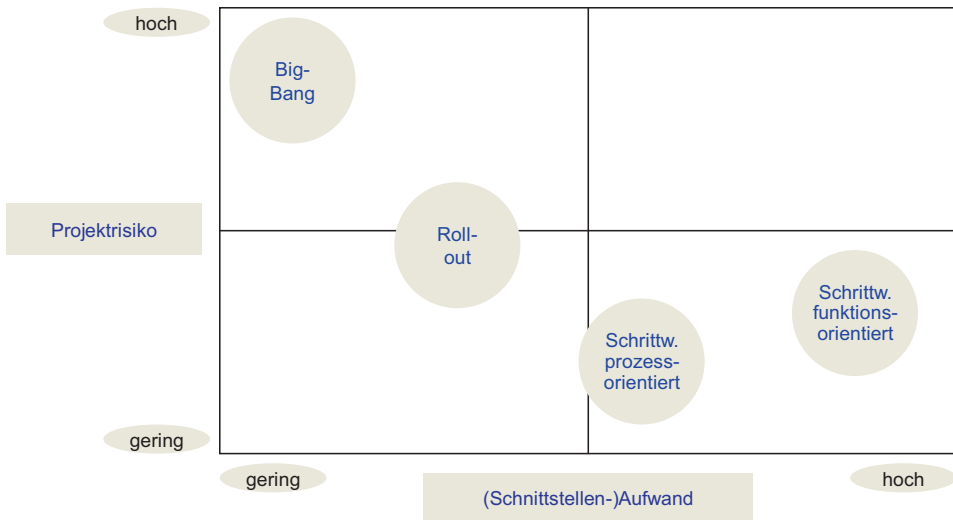 hoch
Big-
Bang
Projektrisiko
Roll-
out
Schrittw.
funktions-
orientiert
Schrittw.
prozess-
orientiert
gering
gering
hoch
(Schnittstellen-)Aufwand